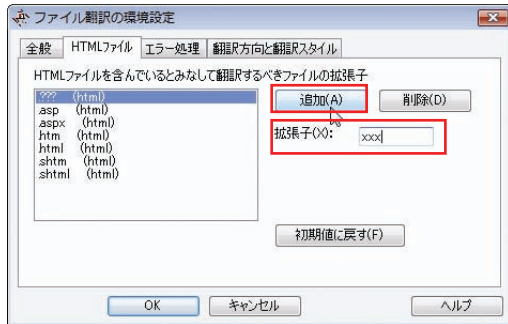 ファイル翻訳の環境設定
全般 HTMLファイル エラー処理 翻訳方向と翻訳スタイル
HTMLファイルを含んでいるとみなして翻訳するべきファイルの拡張子
.??? (html)
.asp (html)
.aspx (html)
.htm (html)
.html (html)
.shtm (html)
.shtml (html)
追加(A) 削除(D)
拡張子(X): xxx
初期値に戻す(F)
OK キャンセル ヘルプ